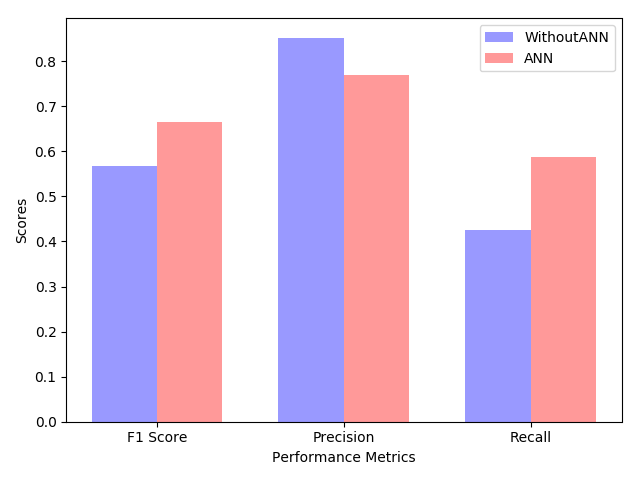 WithoutANN
ANN
Scores
0.8
0.7
0.6
0.5
0.4
0.3
0.2
0.1
0.0
F1 Score
Precision
Recall
Performance Metrics